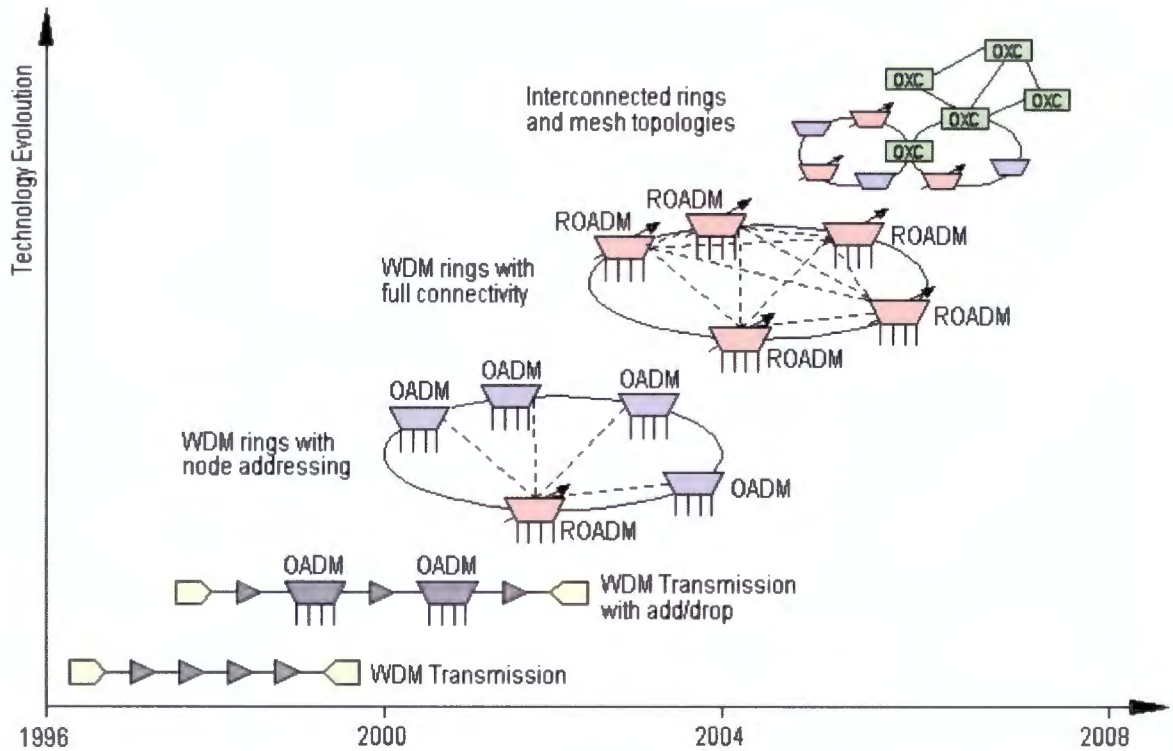 Technology Evoloution
OXC
OXC
OXC
OXC
OXC
Interconnected rings
and mesh topologies
ROADM
ROADM
ROADM
ROADM
ROADM
WDM rings with
full connectivity
OADM
OADM
OADM
OADM
ROADM
WDM rings with
node addressing
OADM
OADM
WDM Transmission
with add/drop
WDM Transmission
1996
2000
2004
2008